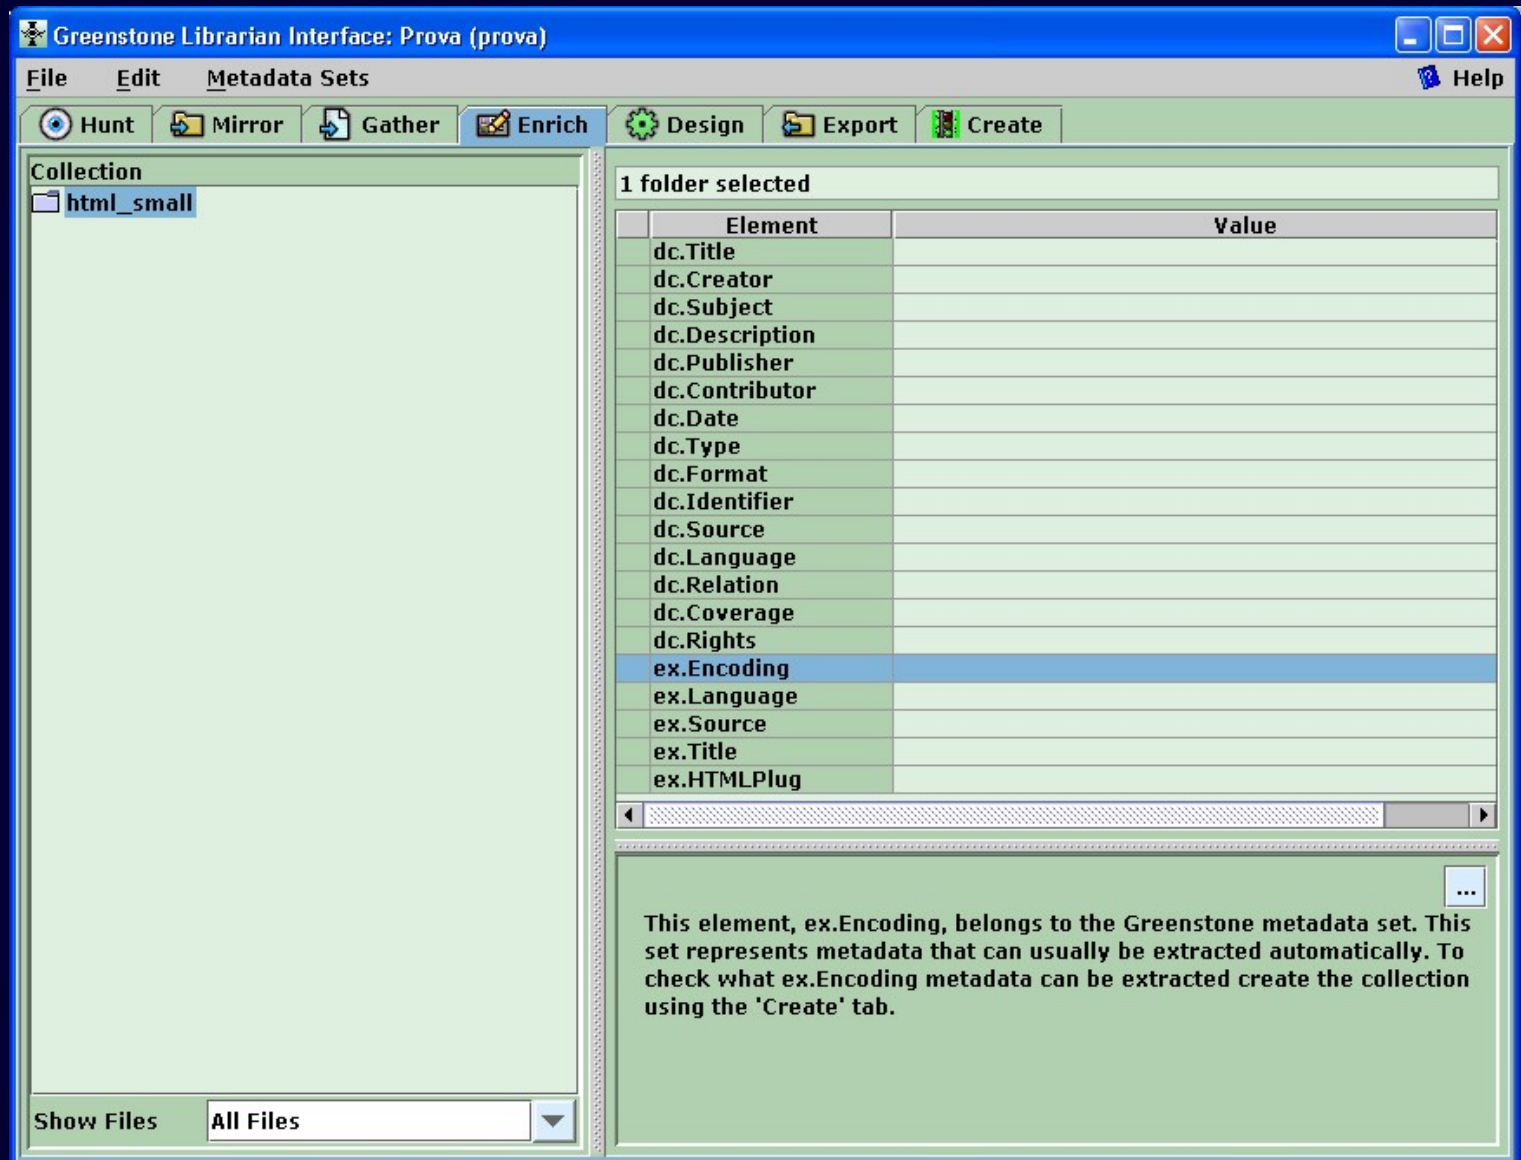 Greenstone Librarian Interface: Prova (prova)
File Edit Metadata Sets Help
Hunt Mirror Gather Enrich Design Export Create
Collection
html_small
1 folder selected
Element Value
dc.Title
dc.Creator
dc.Subject
dc.Description
dc.Publisher
dc.Contributor
dc.Date
dc.Type
dc.Format
dc.Identifier
dc.Source
dc.Language
dc.Relation
dc.Coverage
dc.Rights
ex.Encoding
ex.Language
ex.Source
ex.Title
ex.HTMLPlug
...
This element, ex.Encoding, belongs to the Greenstone metadata set. This
set represents metadata that can usually be extracted automatically. To
check what ex.Encoding metadata can be extracted create the collection
using the 'Create' tab.
Show Files All Files